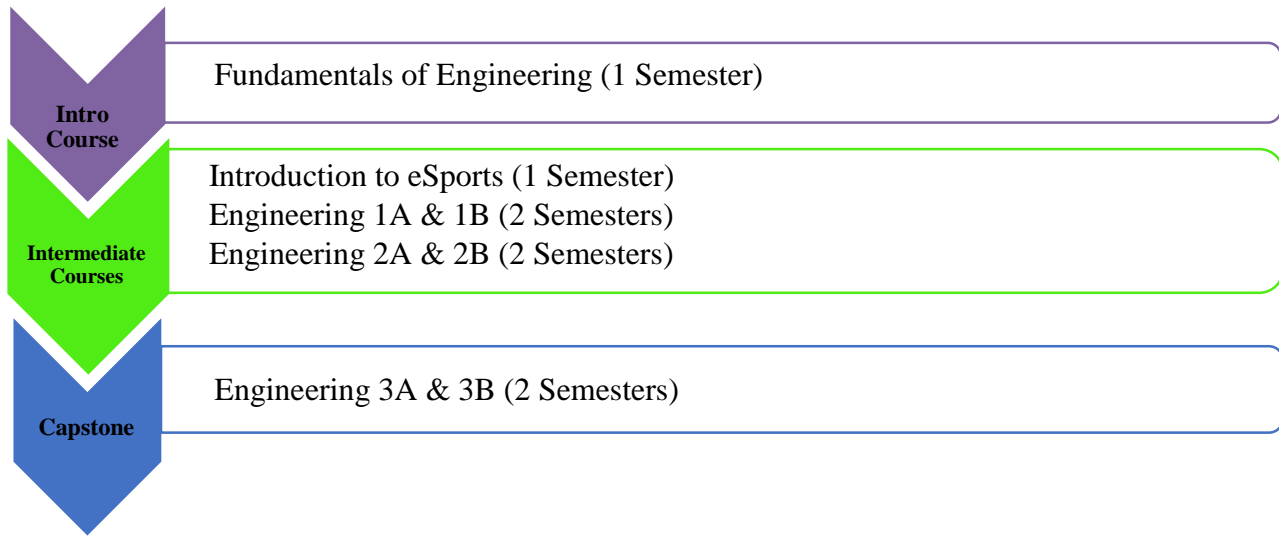 Intro
Course
Fundamentals of Engineering (1 Semester)
Intermediate
Courses
Introduction to eSports (1 Semester)
Engineering 1A & 1B (2 Semesters)
Engineering 2A & 2B (2 Semesters)
Capstone
Engineering 3A & 3B (2 Semesters)